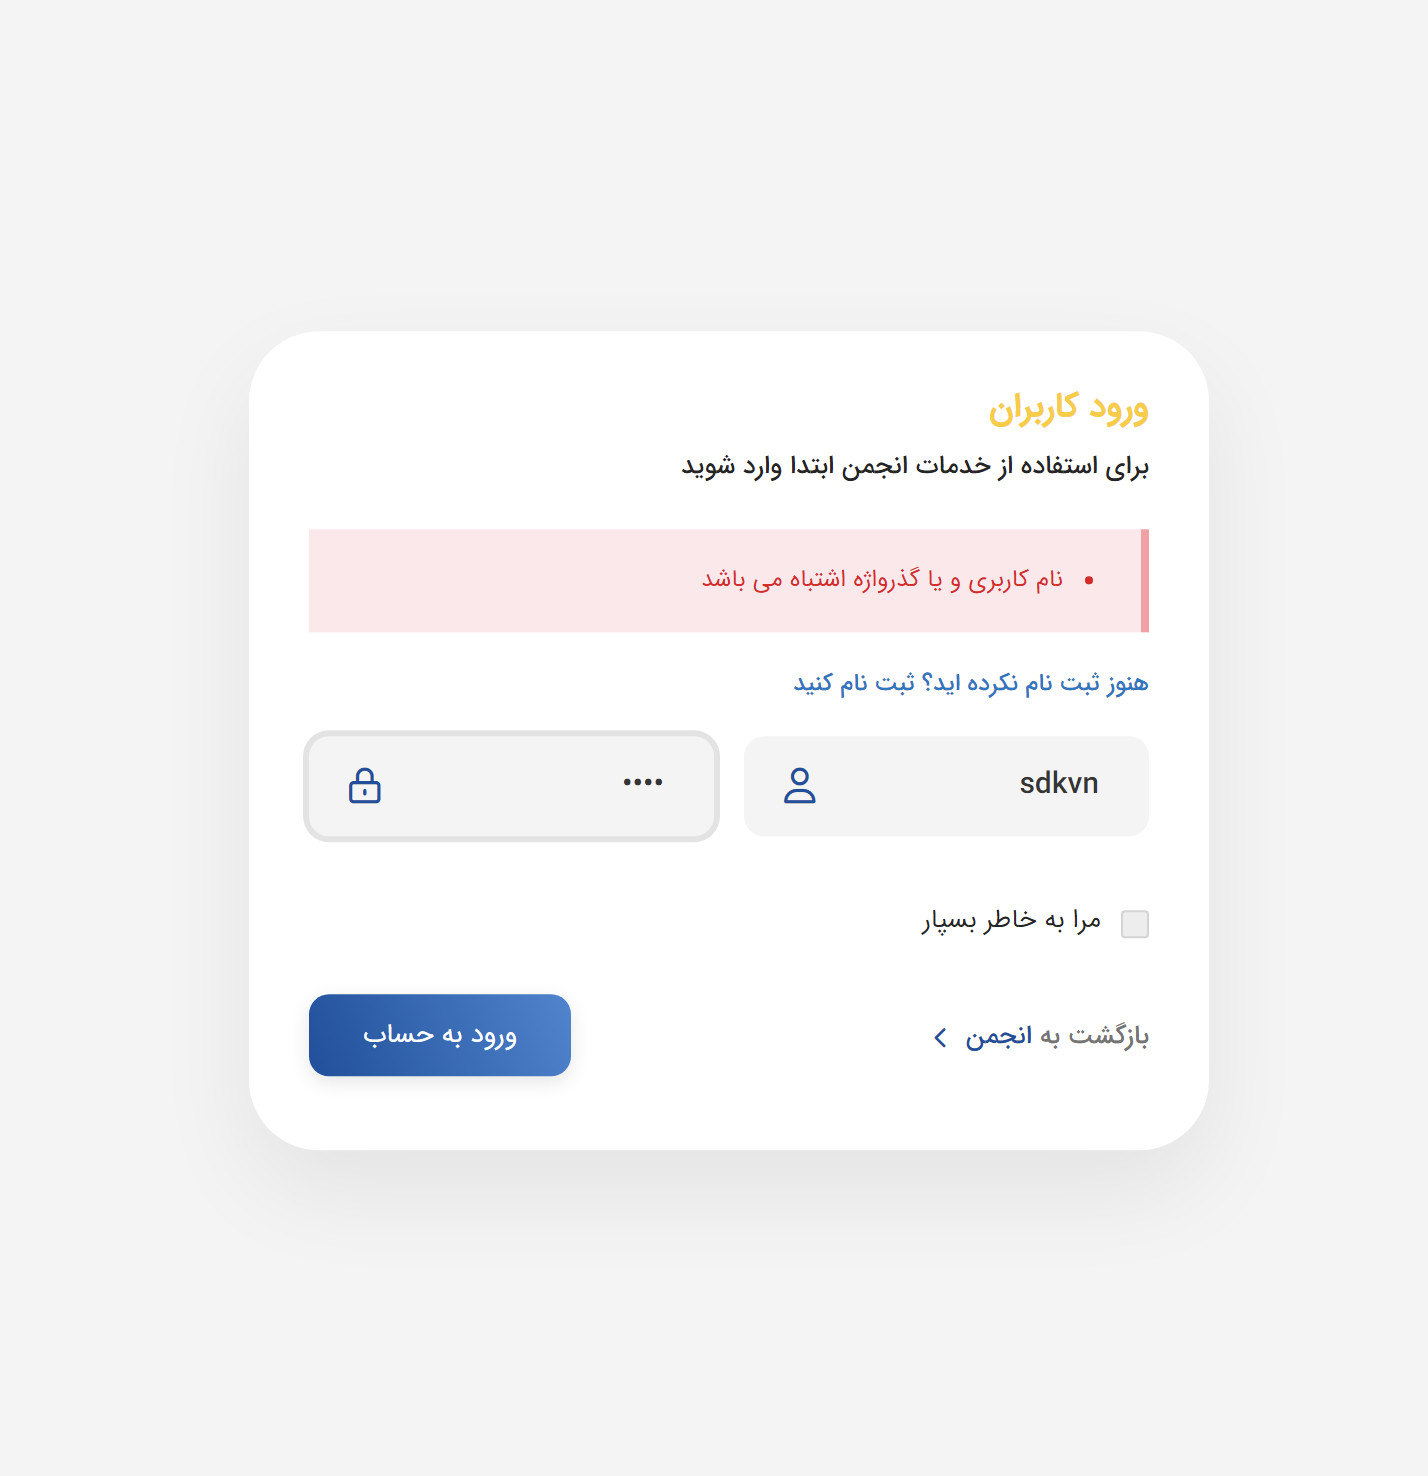 ورود کاربران
برای استفاده از خدمات انجمن ابتدا وارد شوید
• نام کاربری و یا گذرواژه اشتباه می باشد
هنوز ثبت نام نکرده اید؟ ثبت نام کنید
sdkvn
••••
مرا به خاطر بسپار
بازگشت به انجمن
ورود به حساب